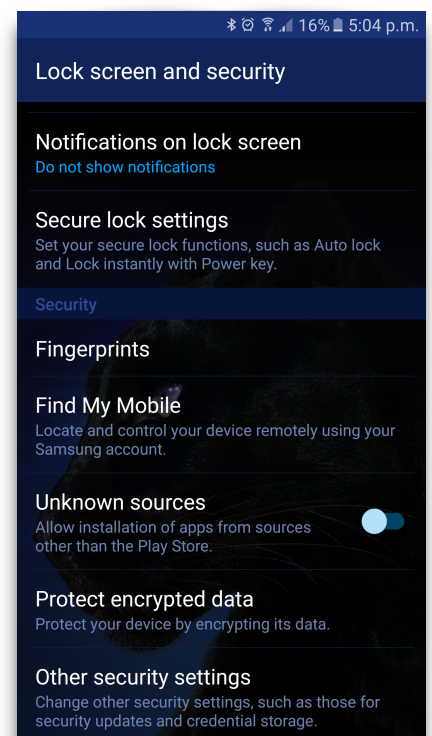 16% 5:04 p.m.
Lock screen and security
Notifications on lock screen
Do not show notifications
Secure lock settings
Set your secure lock functions, such as Auto lock
and Lock instantly with Power key.
Security
Fingerprints
Find My Mobile
Locate and control your device remotely using your
Samsung account.
Unknown sources
Allow installation of apps from sources
other than the Play Store.
Protect encrypted data
Protect your device by encrypting its data.
Other security settings
Change other security settings, such as those for
security updates and credential storage.